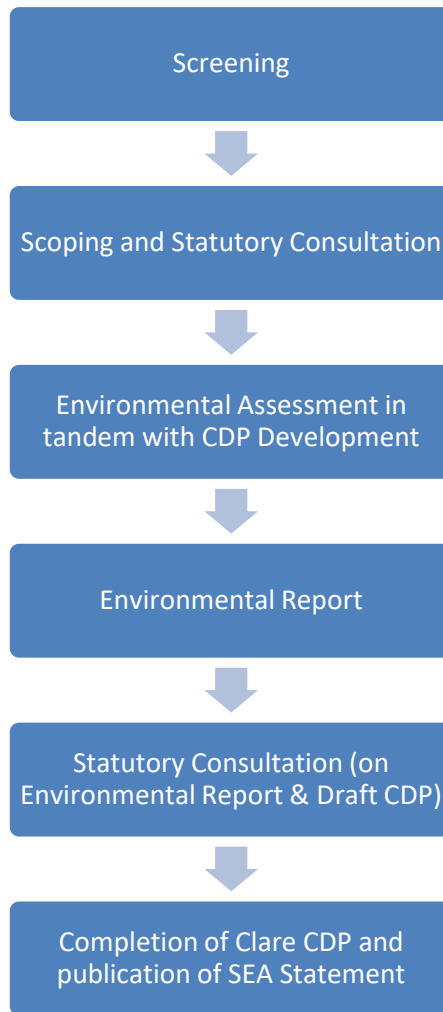 Screening
Scoping and Statutory Consultation
Environmental Assessment in
tandem with CDP Development
Environmental Report
Statutory Consultation (on
Environmental Report & Draft CDP)
Completion of Clare CDP and
publication of SEA Statement